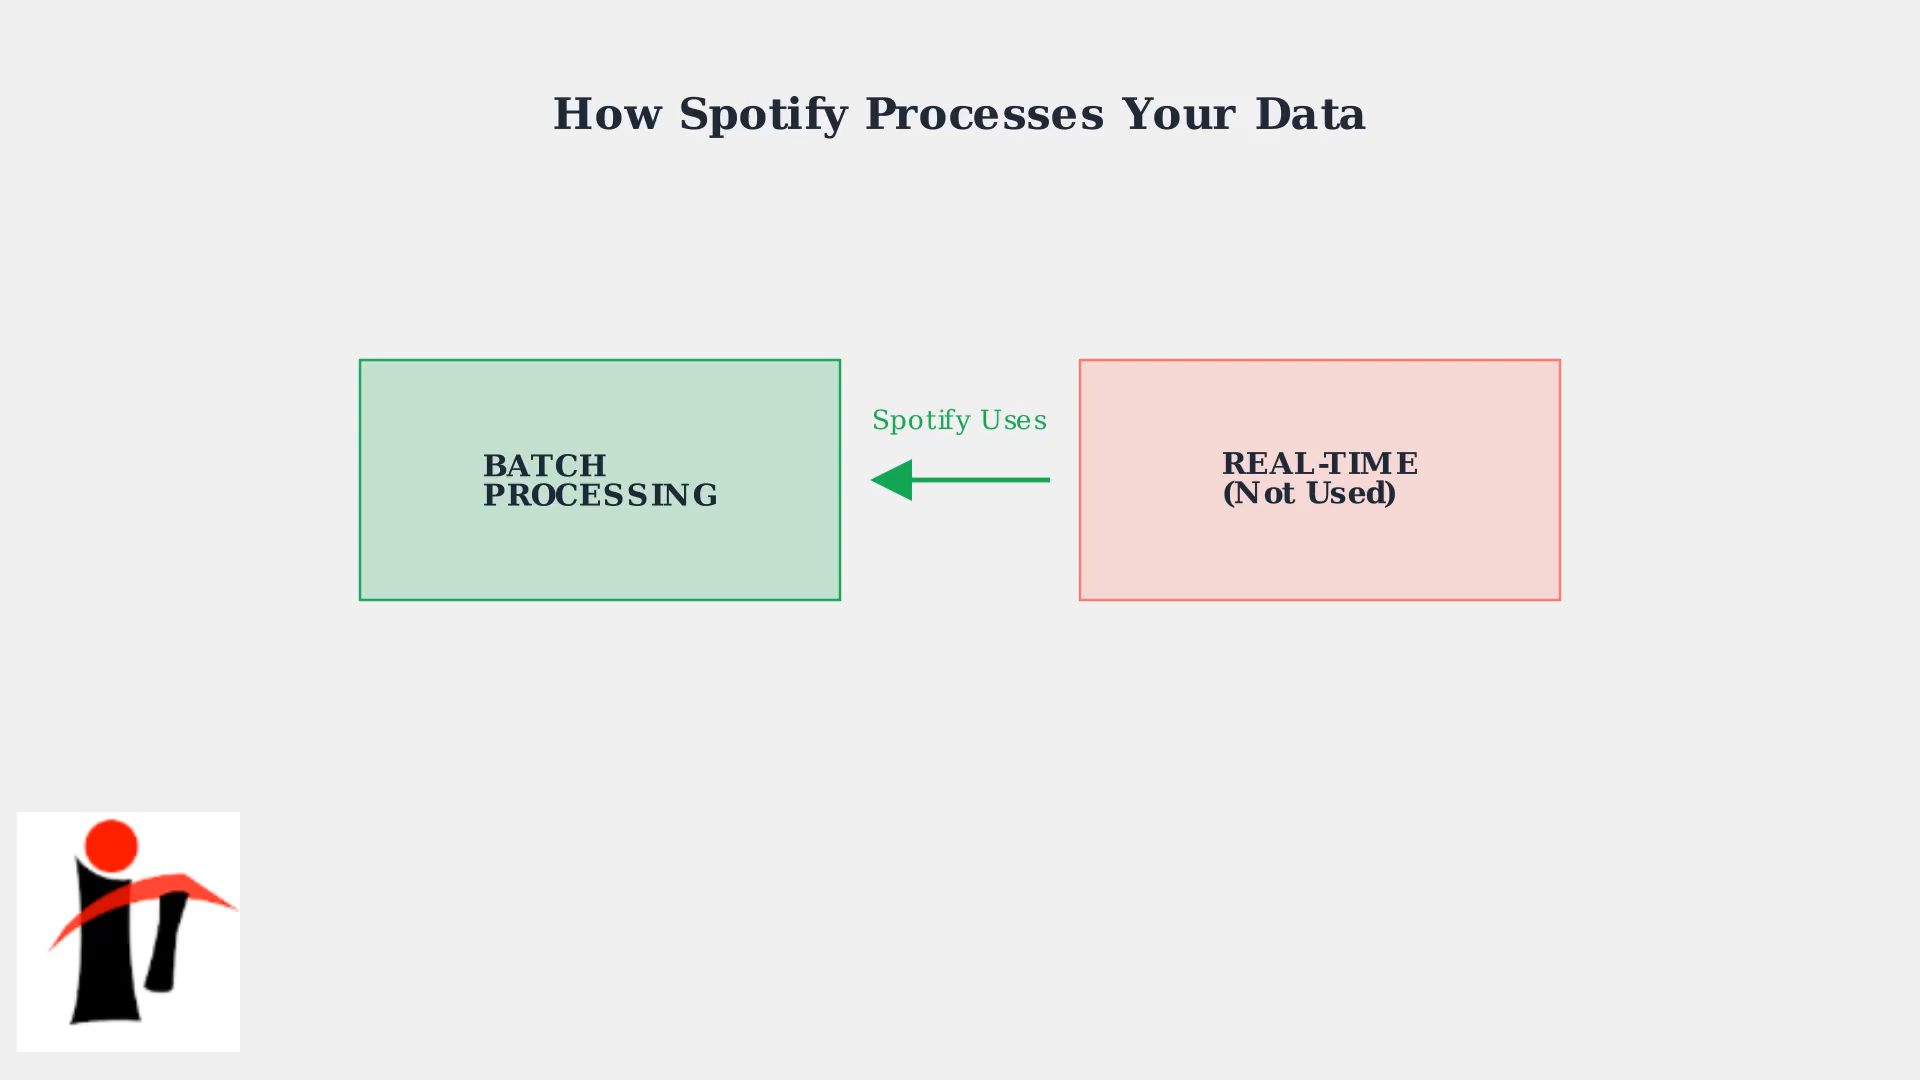 How Spotify Processes Your Data
BATCH
PROCESSING
Spotify Uses
REAL-TIME
(Not Used)